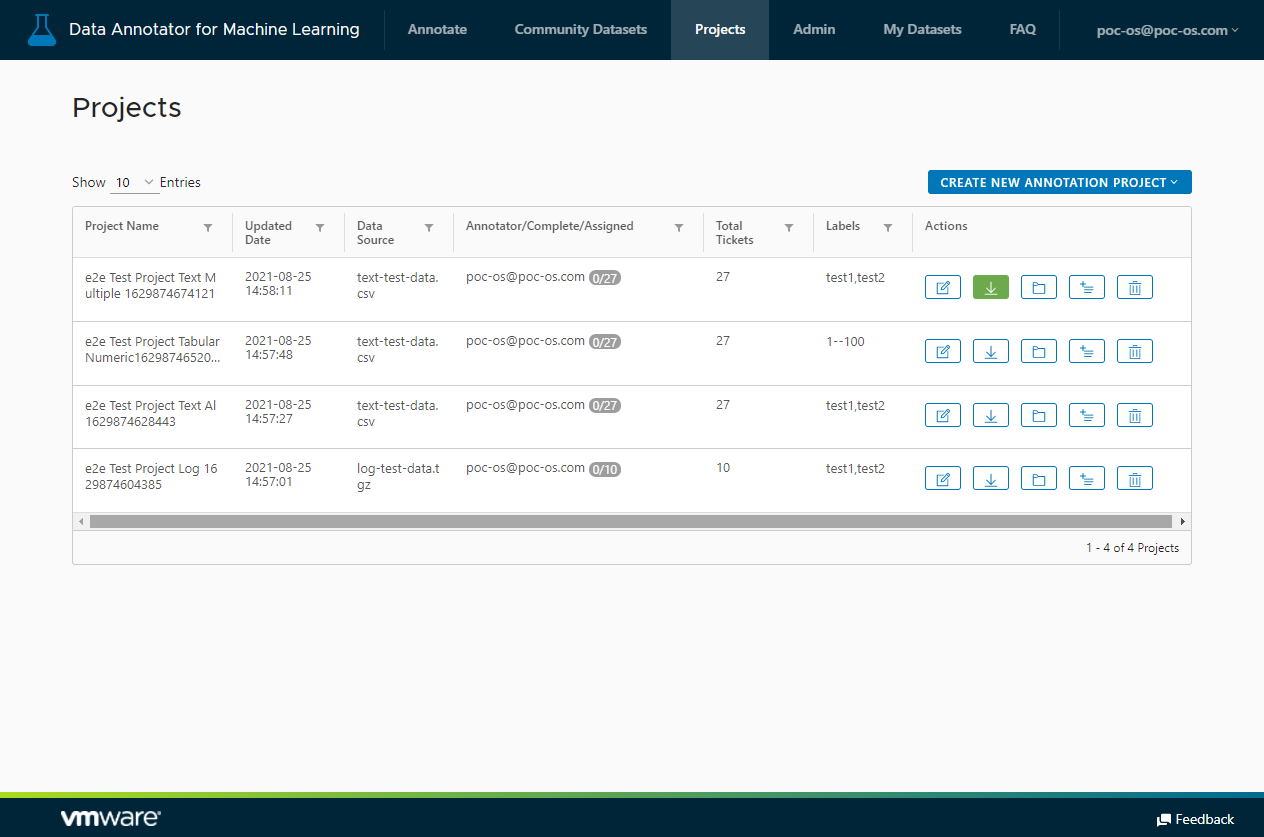 Data Annotator for Machine Learning Annotate Community Datasets Projects Admin My Datasets FAQ poc-os@poc-os.com
Projects
Show 10 Entries CREATE NEW ANNOTATION PROJECT
Project Name Updated Data Annotator/Complete/Assigned Total Labels Actions
Date Source Tickets
e2e Test Project Text M 2021-08-25 text-test-data. poc-os@poc-os.com 0/27 27 test1,test2
ultiple 1629874674121 14:58:11 csv
e2e Test Project Tabular 2021-08-25 text-test-data. poc-os@poc-os.com 0/27 27 1--100
Numeric16298746520... 14:57:48 csv
e2e Test Project Text Al 2021-08-25 text-test-data. poc-os@poc-os.com 0/27 27 test1,test2
1629874628443 14:57:27 csv
e2e Test Project Log 16 2021-08-25 log-test-data.t poc-os@poc-os.com 0/10 10 test1,test2
29874604385 14:57:01 gz
1 - 4 of 4 Projects
vmware Feedback